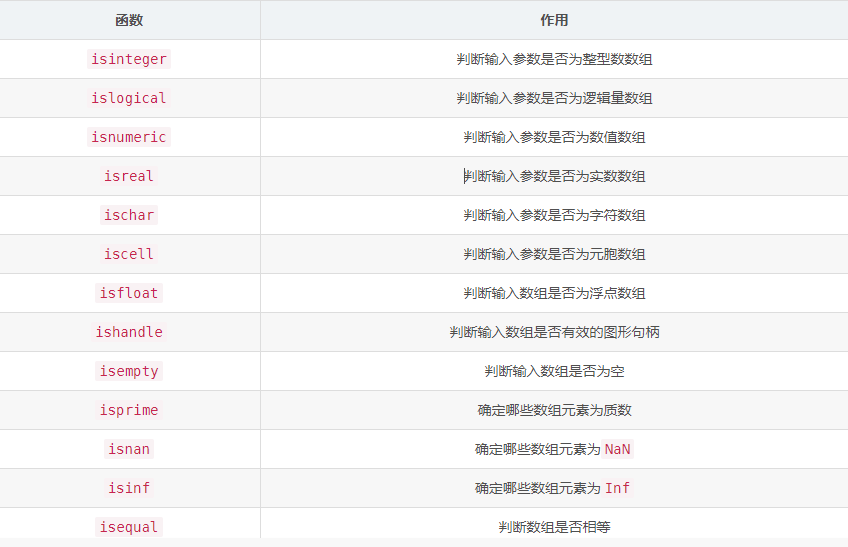 函数 作用
isinteger 判断输入参数是否为整型数数组
islogical 判断输入参数是否为逻辑量数组
isnumeric 判断输入参数是否为数值数组
isreal 判断输入参数是否为实数数组
ischar 判断输入参数是否为字符数组
iscell 判断输入参数是否为元胞数组
isfloat 判断输入数组是否为浮点数组
ishandle 判断输入数组是否有效的图形句柄
isempty 判断输入数组是否为空
isprime 确定哪些数组元素为质数
isnan 确定哪些数组元素为 NaN
isinf 确定哪些数组元素为 Inf
isequal 判断数组是否相等